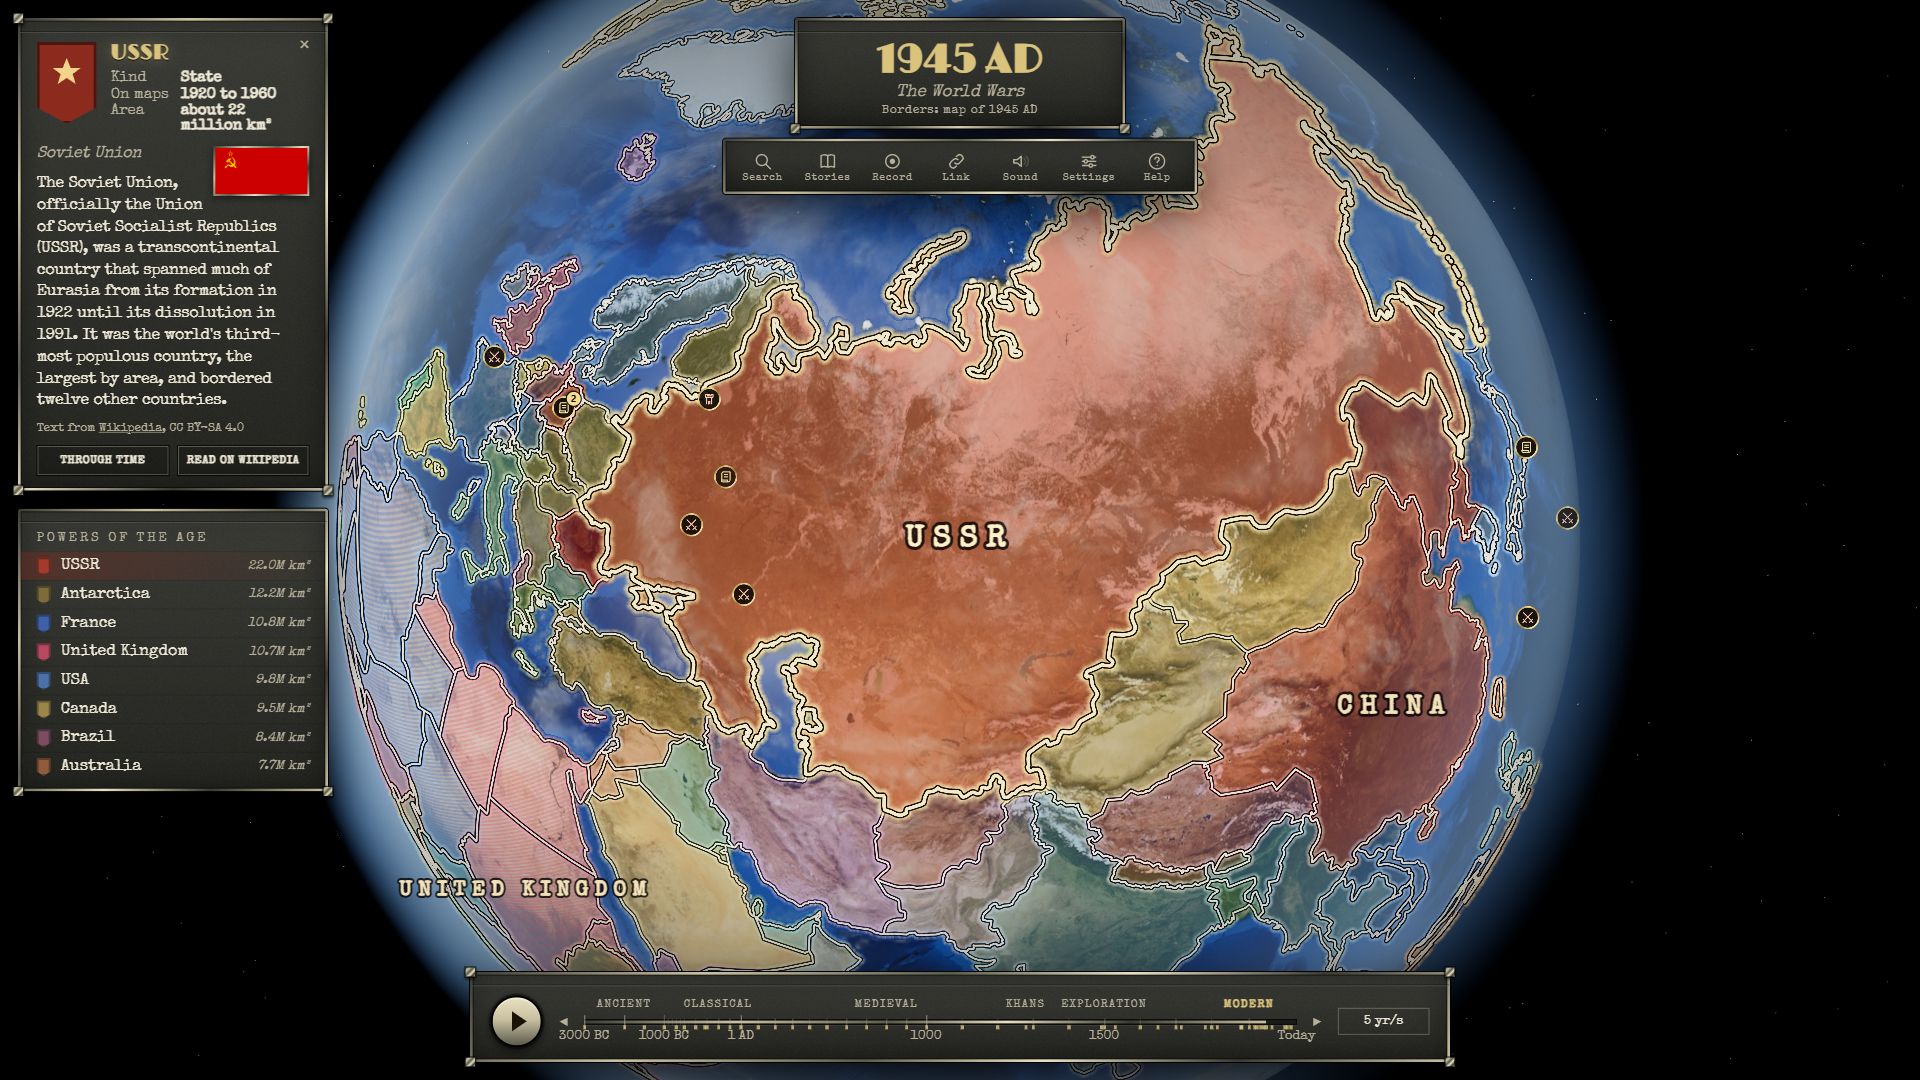 USSR
Kind State
On maps 1920 to 1960
Area about 22
million km²
Soviet Union
The Soviet Union,
officially the Union
of Soviet Socialist Republics
(USSR), was a transcontinental
country that spanned much of
Eurasia from its formation in
1922 until its dissolution in
1991. It was the world's third-
most populous country, the
largest by area, and bordered
twelve other countries.
Text from Wikipedia, CC BY-SA 4.0
THROUGH TIME
READ ON WIKIPEDIA
POWERS OF THE AGE
USSR 22.0M km²
Antarctica 12.2M km²
France 10.8M km²
United Kingdom 10.7M km²
USA 9.8M km²
Canada 9.5M km²
Brazil 8.4M km²
Australia 7.7M km²
1945 AD
The World Wars
Borders: map of 1945 AD
Search Stories Record Link Sound Settings Help
2
USSR
CHINA
UNITED KINGDOM
ANCIENT CLASSICAL MEDIEVAL KHANS EXPLORATION MODERN
3000 BC 1000 BC 1 AD 1000 1500 Today
5 yr/s